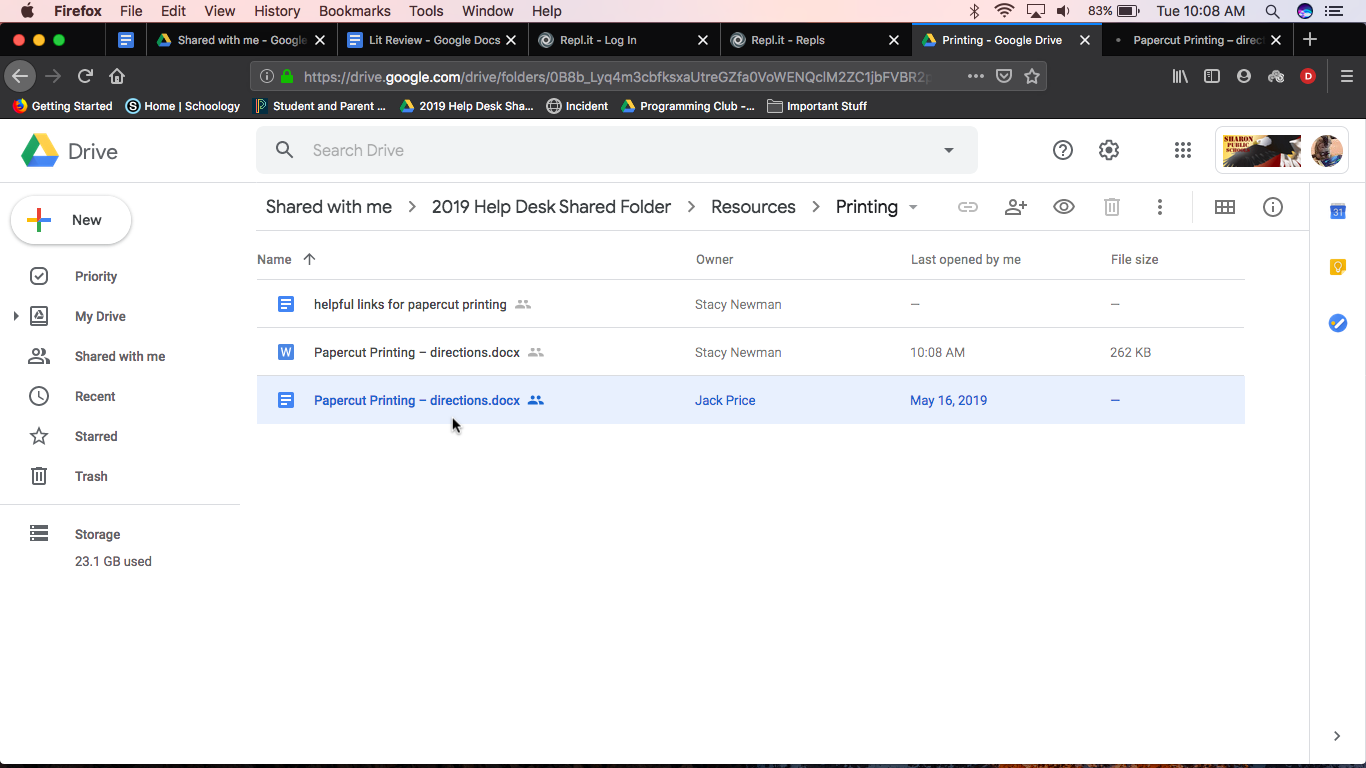 Firefox File Edit View History Bookmarks Tools Window Help 83% Tue 10:08 AM
Shared with me - Google Lit Review - Google Docs Repl.it - Log In Repl.it - Repls Printing - Google Drive Papercut Printing – direc
https://drive.google.com/drive/folders/0B8b_Lyq4m3cbfksxaUtreGZfa0VoWENQclM2ZC1jbFVBR2p D
Getting Started Home | Schoology Student and Parent ... 2019 Help Desk Sha... Incident Programming Club -... Important Stuff
Drive Search Drive SHARON PUBLIC
New Shared with me > 2019 Help Desk Shared Folder > Resources > Printing
Name Owner Last opened by me File size
Priority
helpful links for papercut printing Stacy Newman — —
My Drive
W Papercut Printing – directions.docx Stacy Newman 10:08 AM 262 KB
Shared with me
Papercut Printing – directions.docx Jack Price May 16, 2019 —
Recent
Starred
Trash
Storage
23.1 GB used
31